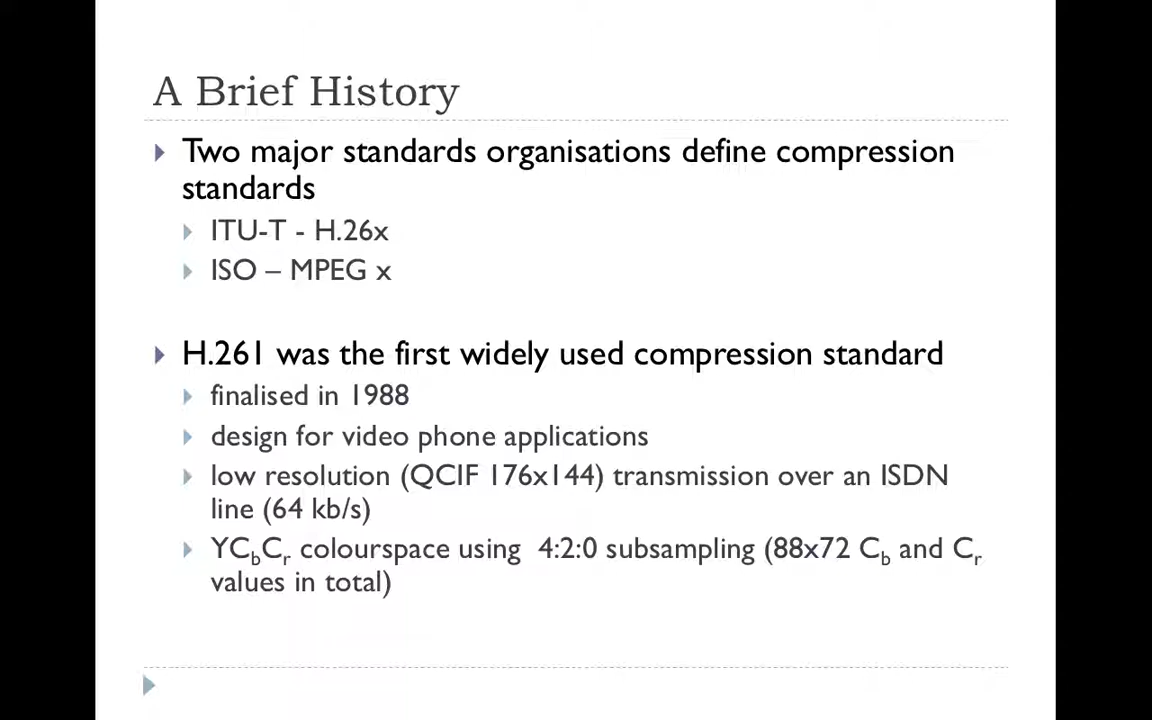 A Brief History
Two major standards organisations define compression
standards
ITU-T - H.26x
ISO – MPEG x
H.261 was the first widely used compression standard
finalised in 1988
design for video phone applications
low resolution (QCIF 176x144) transmission over an ISDN
line (64 kb/s)
YCbCr colourspace using  4:2:0 subsampling (88x72 Cb and Cr
values in total)